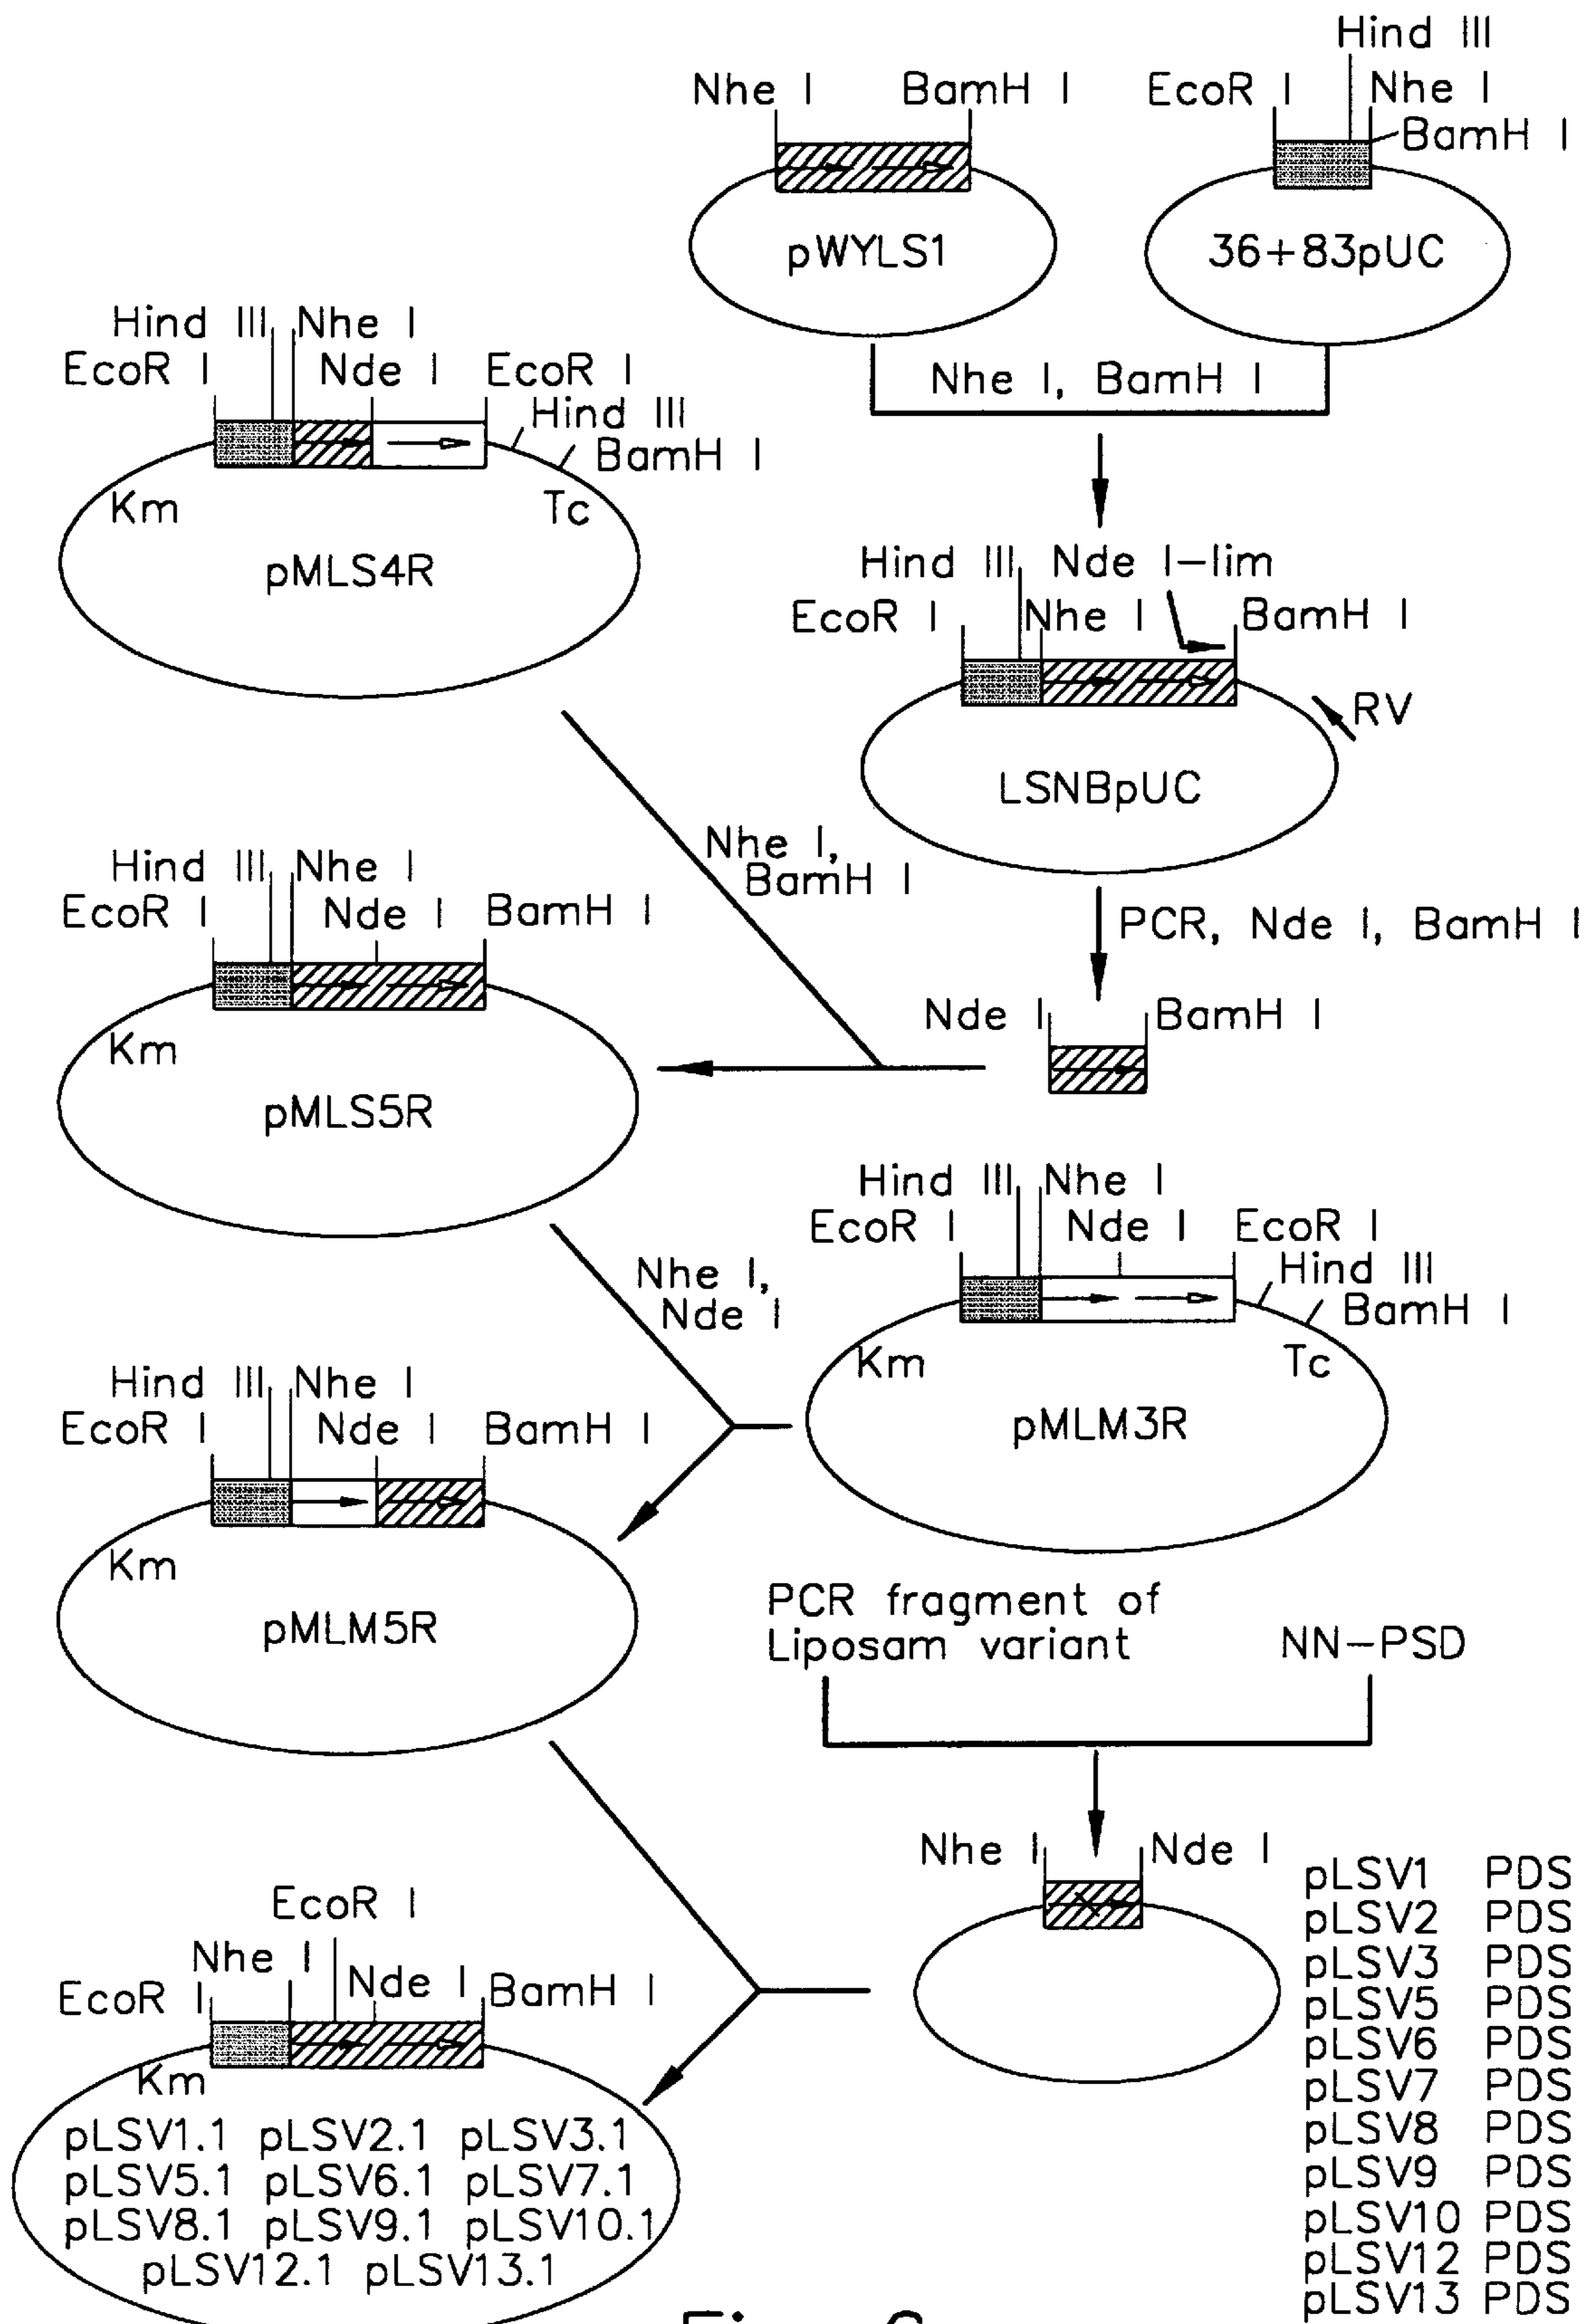 Hind III
Nhe I BamH I EcoR I Nhe I
BamH I
pWYLS1 36+83pUC
Nhe I, BamH I
Hind III Nhe I
EcoR I Nde I EcoR I
Hind III
BamH I
Km Tc
pMLS4R
Hind III Nde I-lim
EcoR I Nhe I BamH I
RV
LSNBpUC
Nhe I,
BamH I
PCR, Nde I, BamH I
Nde I BamH I
Hind III Nhe I
EcoR I Nde I BamH I
Km
pMLS5R
Hind III Nhe I
EcoR I Nde I EcoR I
Hind III
BamH I
Km Tc
pMLM3R
Nhe I,
Nde I
Hind III Nhe I
EcoR I Nde I BamH I
Km
pMLM5R
PCR fragment of
Liposam variant
NN-PSD
Nhe I Nde I
pLSV1 PDS
pLSV2 PDS
pLSV3 PDS
pLSV5 PDS
pLSV6 PDS
pLSV7 PDS
pLSV8 PDS
pLSV9 PDS
pLSV10 PDS
pLSV12 PDS
pLSV13 PDS
EcoR I
Nhe I
EcoR I Nde I BamH I
Km
pLSV1.1 pLSV2.1 pLSV3.1
pLSV5.1 pLSV6.1 pLSV7.1
pLSV8.1 pLSV9.1 pLSV10.1
pLSV12.1 pLSV13.1